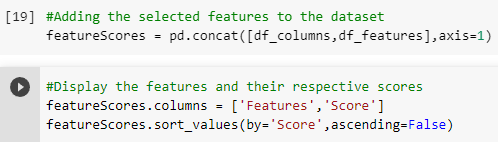 [19] #Adding the selected features to the dataset
featureScores = pd.concat([df_columns,df_features],axis=1)
#Display the features and their respective scores
featureScores.columns = ['Features','Score']
featureScores.sort_values(by='Score',ascending=False)